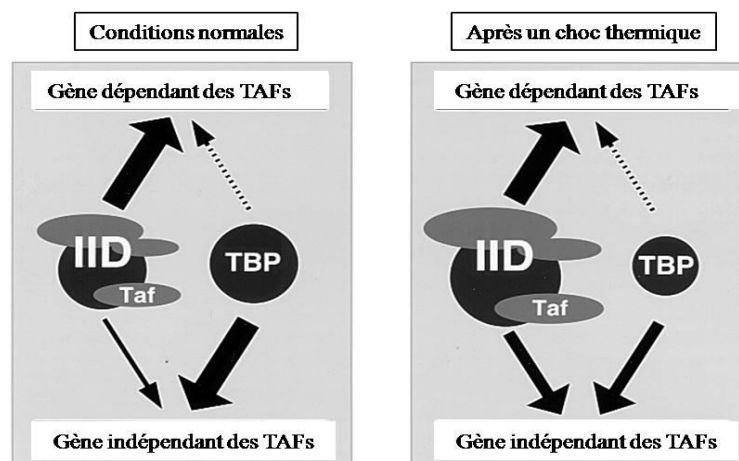 Conditions normales
Gène dépendant des TAFs
IID
TBP
Taf
Gène indépendant des TAFs
Après un choc thermique
Gène dépendant des TAFs
IID
TBP
Taf
Gène indépendant des TAFs